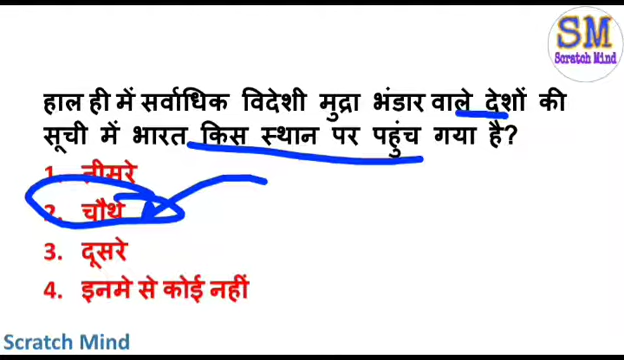 SM
Scratch Mind
हाल ही में सर्वाधिक विदेशी मुद्रा भंडार वाले देशों की
सूची में भारत किस स्थान पर पहुंच गया है?
1. तीसरे
2. चौथे
3. दूसरे
4. इनमे से कोई नहीं
Scratch Mind